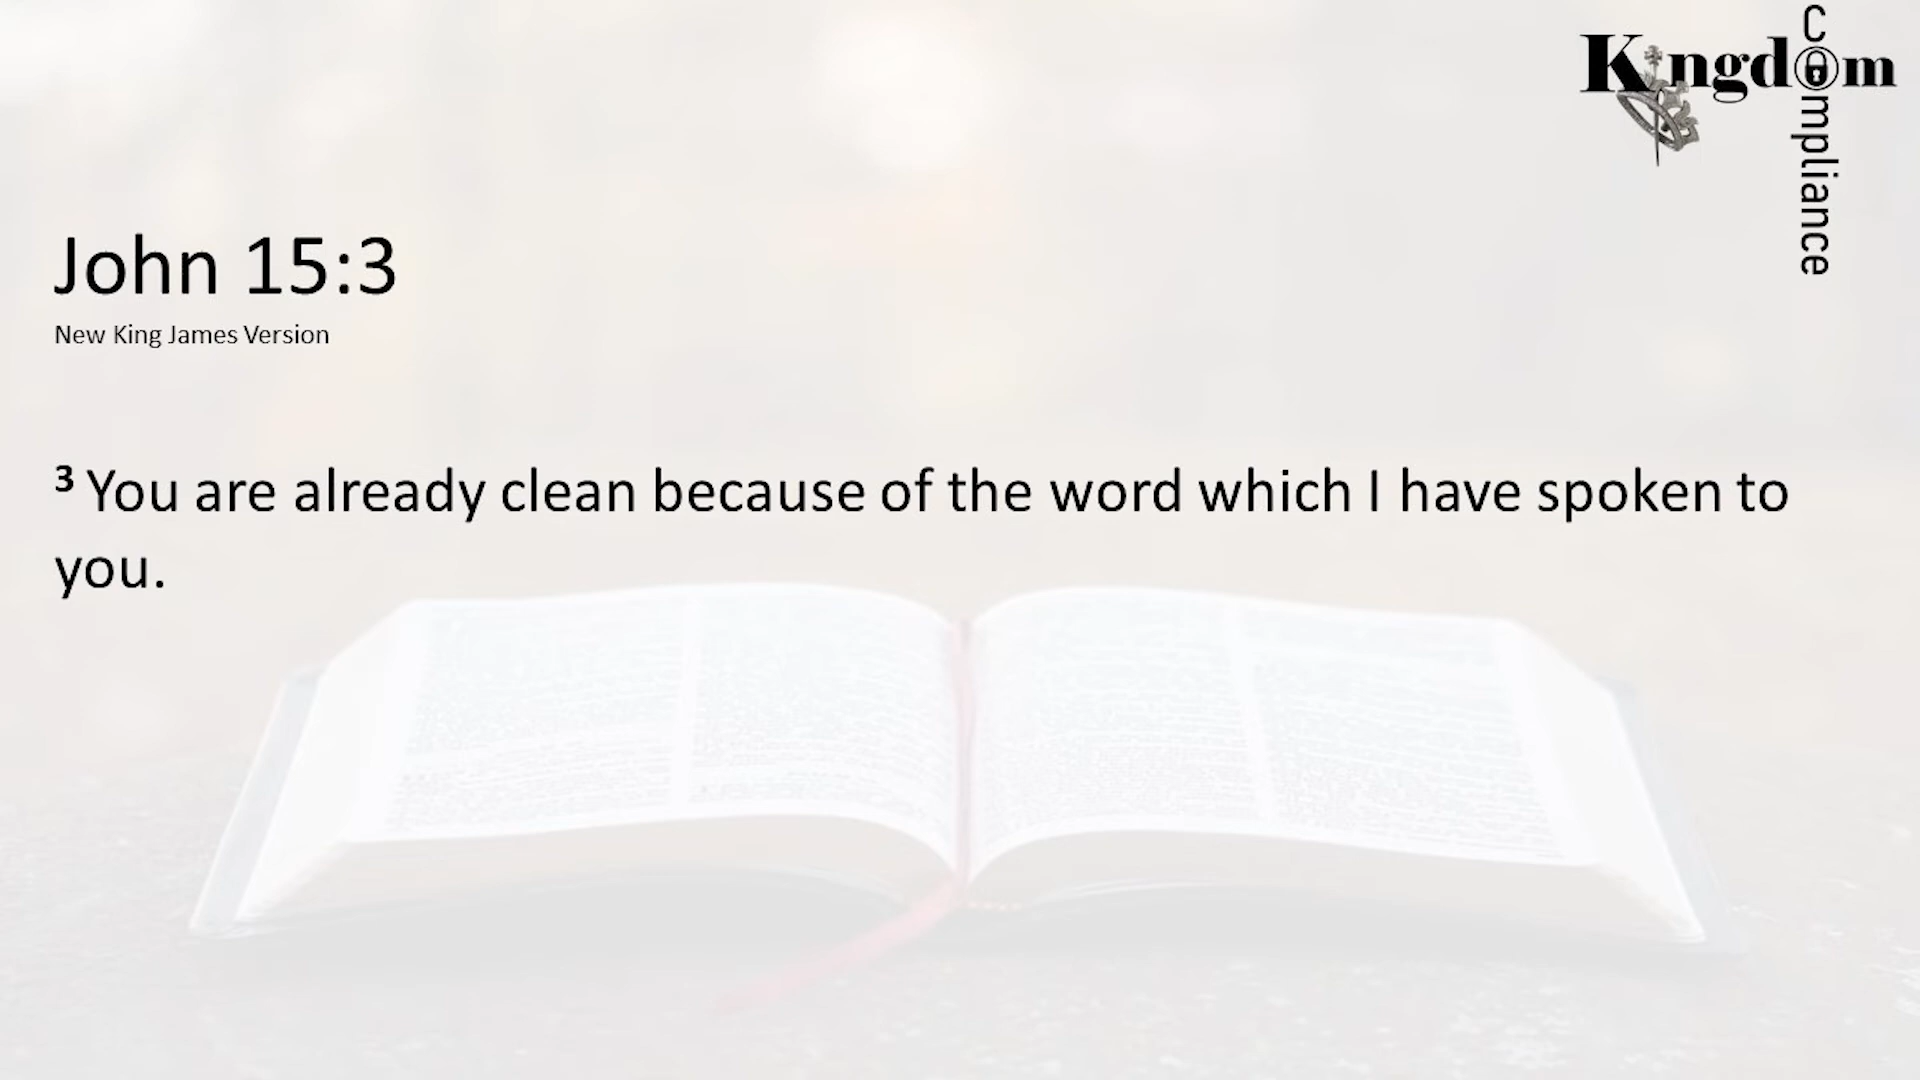 Kingdom
Compliance
John 15:3
New King James Version
3 You are already clean because of the word which I have spoken to
you.